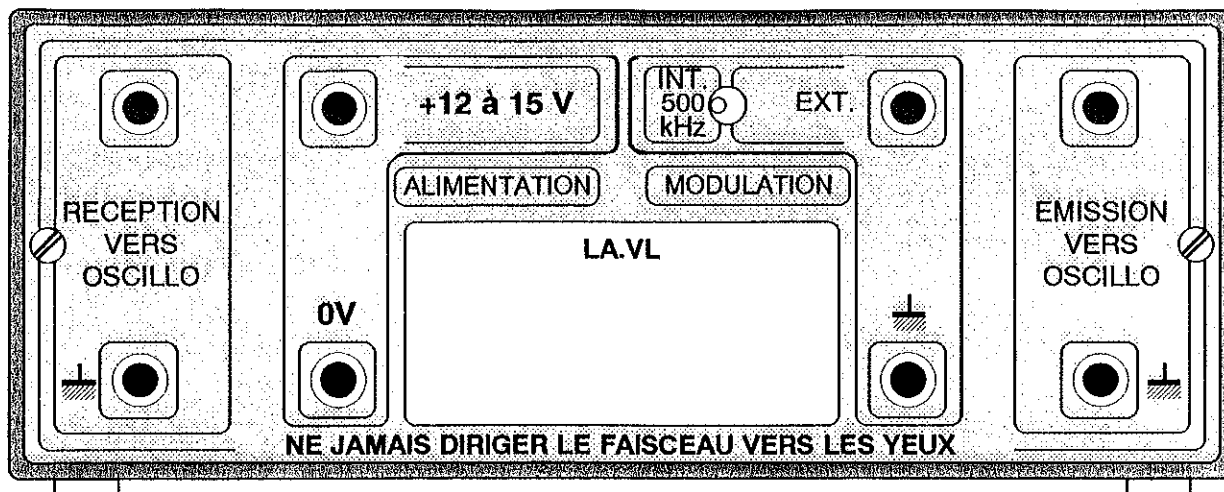 +12 à 15 V
INT.
500
kHz
EXT.
ALIMENTATION
MODULATION
RECEPTION
VERS
OSCILLO
LA.VL
EMISSION
VERS
OSCILLO
0V
NE JAMAIS DIRIGER LE FAISCEAU VERS LES YEUX